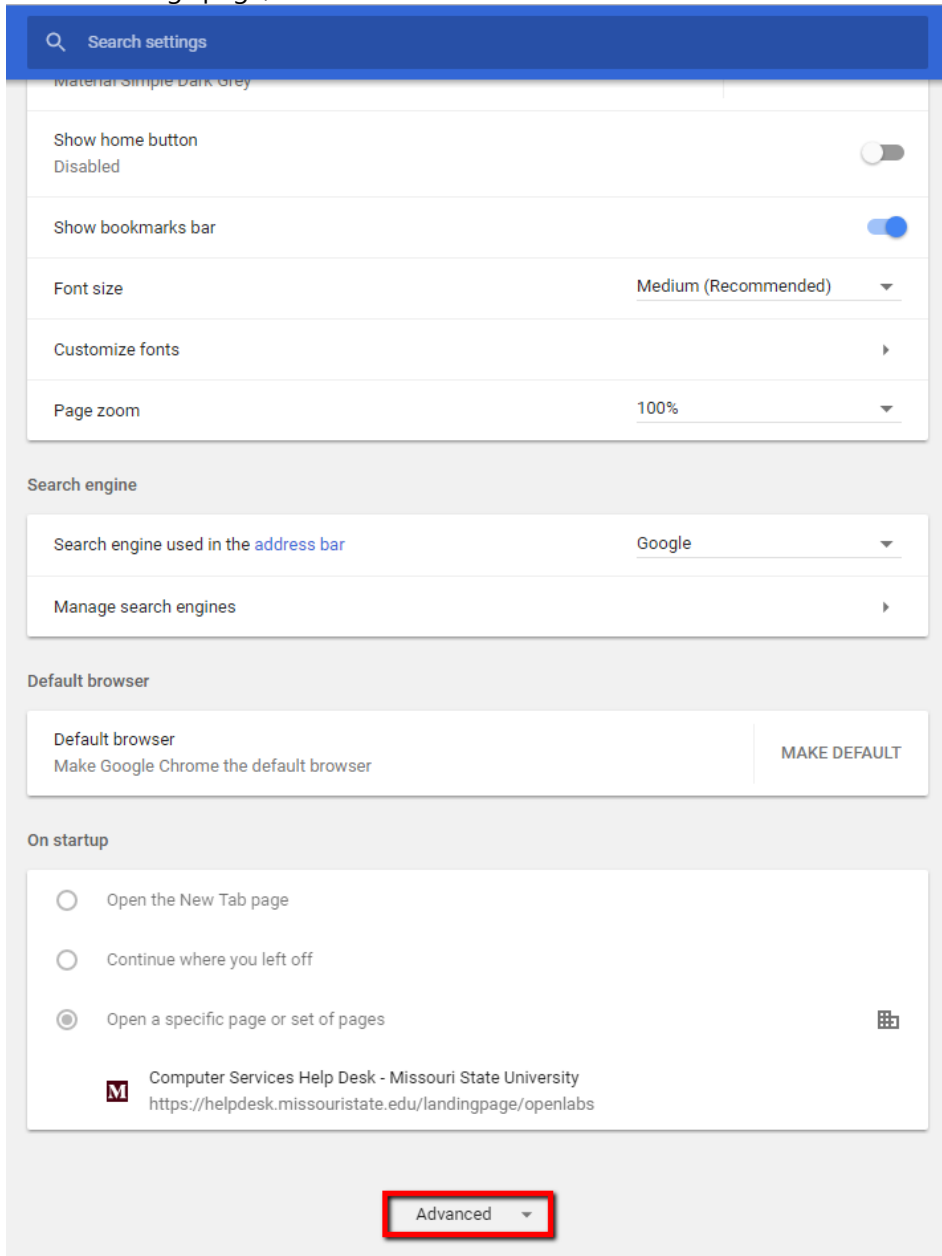 Search settings
Material Simple Dark Grey
Show home button
Disabled
Show bookmarks bar
Font size
Medium (Recommended)
Customize fonts
Page zoom
100%
Search engine
Search engine used in the address bar
Google
Manage search engines
Default browser
Default browser
Make Google Chrome the default browser
MAKE DEFAULT
On startup
Open the New Tab page
Continue where you left off
Open a specific page or set of pages
M
Computer Services Help Desk - Missouri State University
https://helpdesk.missouristate.edu/landingpage/openlabs
Advanced